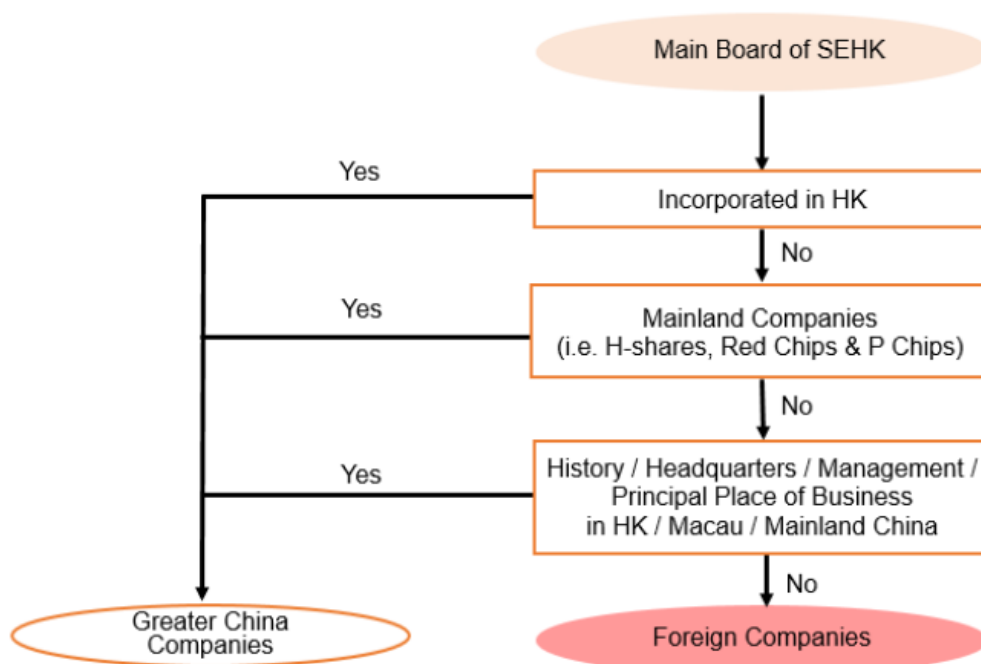 Main Board of SEHK
Yes
Incorporated in HK
No
Yes
Mainland Companies
(i.e. H-shares, Red Chips & P Chips)
No
Yes
History / Headquarters / Management /
Principal Place of Business
in HK / Macau / Mainland China
No
Greater China
Companies
Foreign Companies